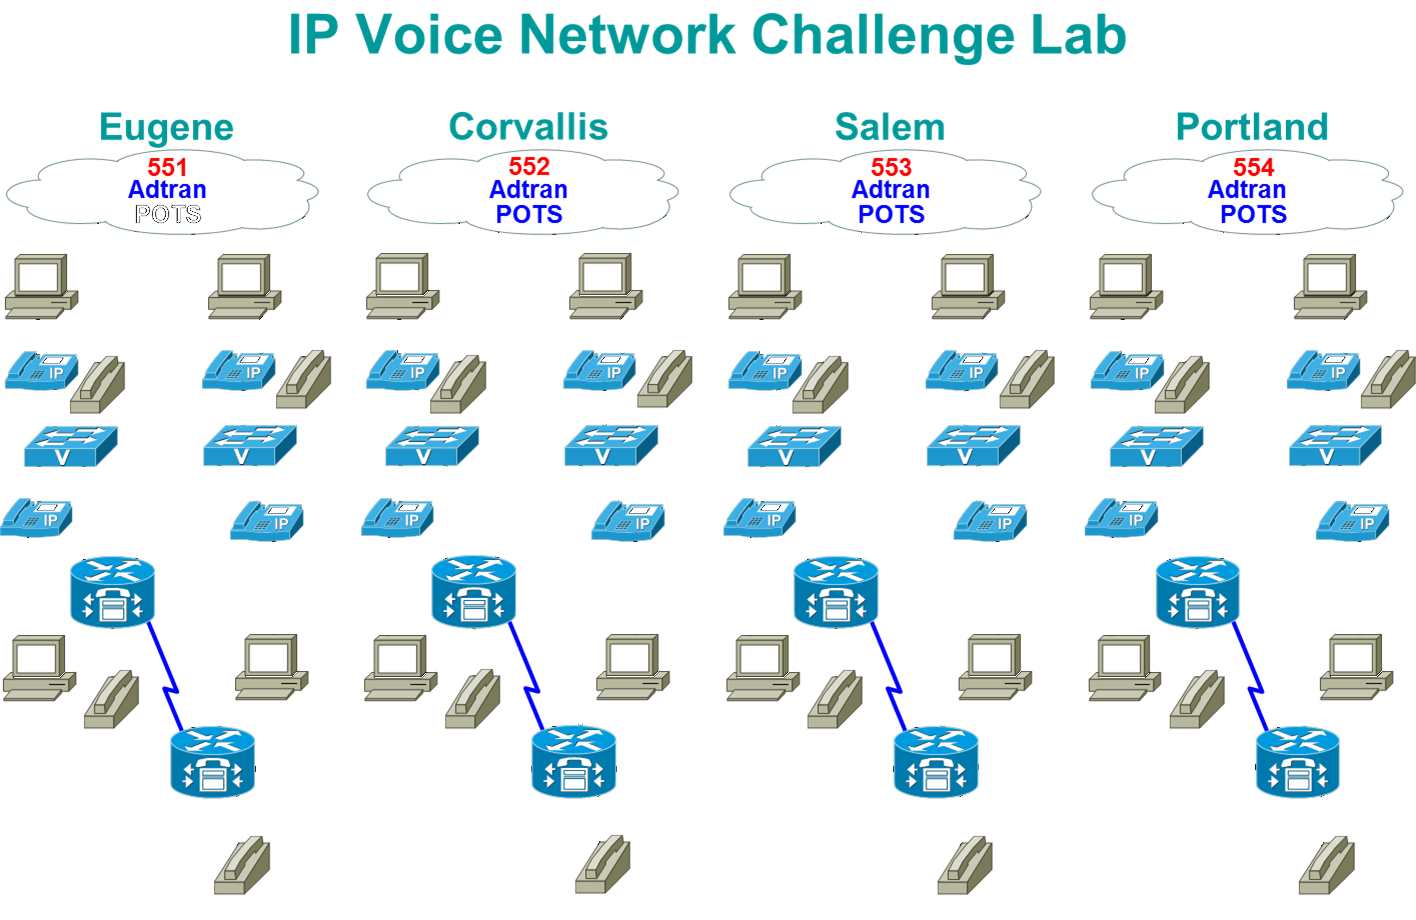 IP Voice Network Challenge Lab
Eugene Corvallis Salem Portland
551 552 553 554
Adtran Adtran Adtran Adtran
POTS POTS POTS POTS
IP IP IP IP IP IP IP IP
V V V V V V V V
IP IP IP IP IP IP IP IP